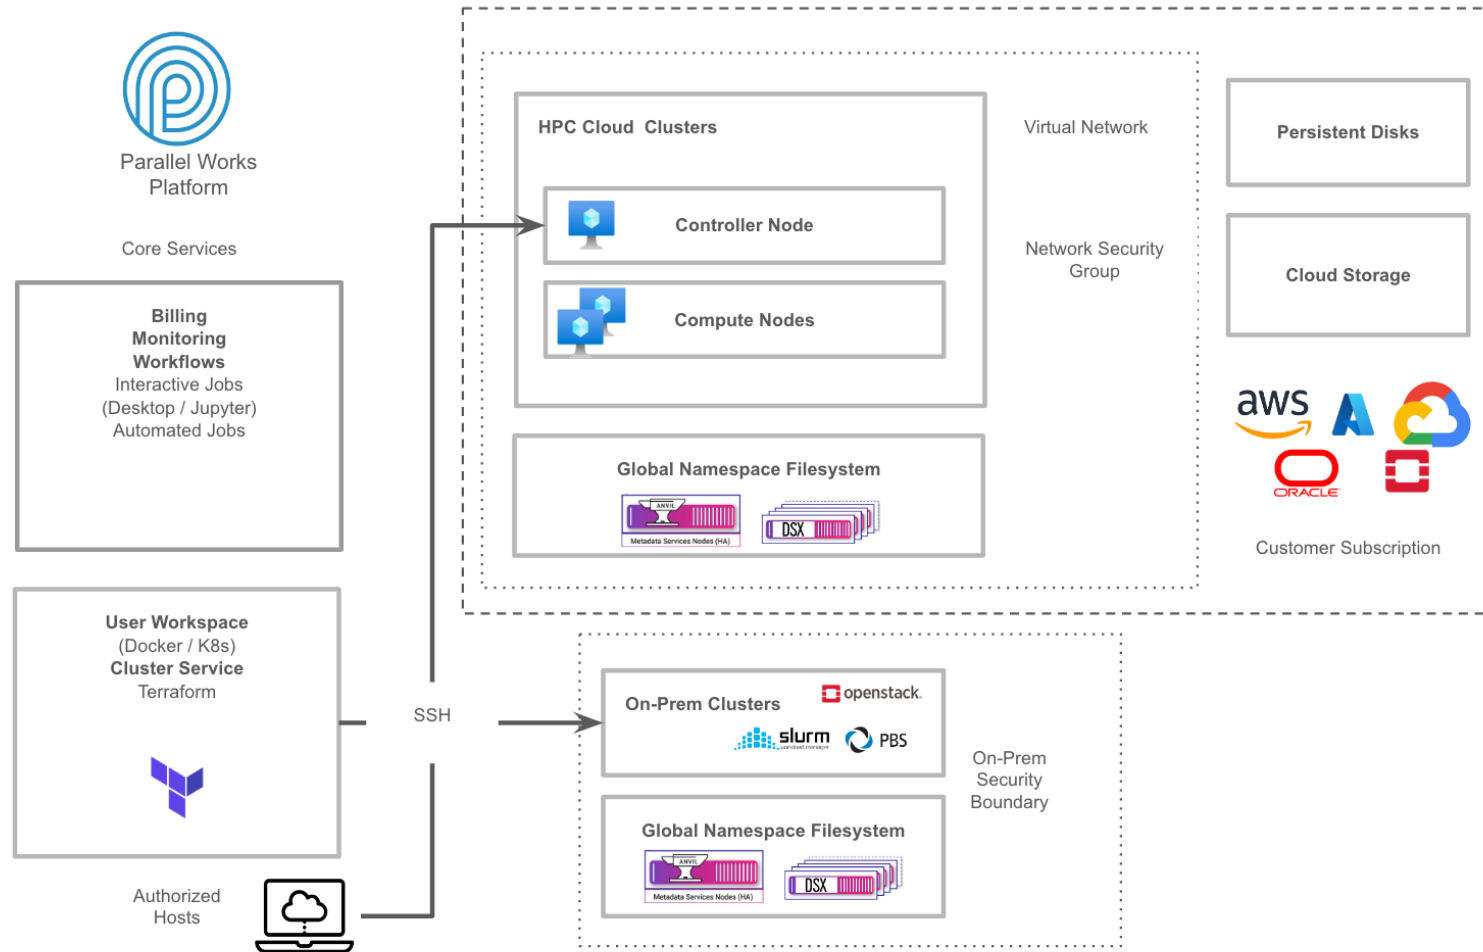 Parallel Works
Platform
Core Services
Billing
Monitoring
Workflows
Interactive Jobs
(Desktop / Jupyter)
Automated Jobs
User Workspace
(Docker / K8s)
Cluster Service
Terraform
Authorized
Hosts
SSH
HPC Cloud Clusters
Controller Node
Compute Nodes
Global Namespace Filesystem
ANVIL
Metadata Services Nodes (HA)
DSX
Virtual Network
Network Security
Group
Persistent Disks
Cloud Storage
aws
ORACLE
Customer Subscription
On-Prem Clusters
openstack.
slurm
workload manager
PBS
Global Namespace Filesystem
ANVIL
Metadata Services Nodes (HA)
DSX
On-Prem
Security
Boundary